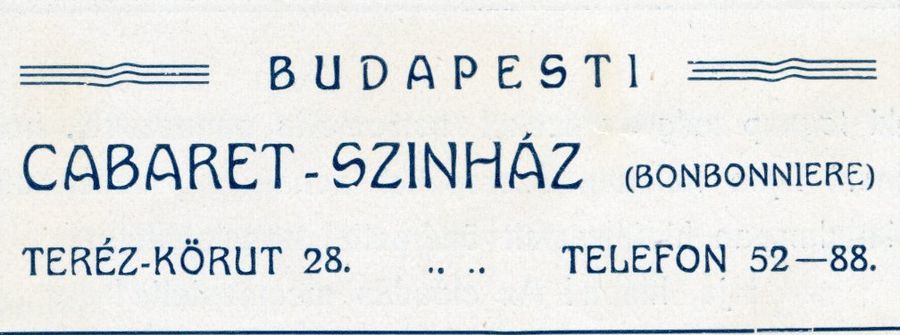 BUDAPESTI
CABARET-SZINHÁZ (BONBONNIERE)
TERÉZ-KÖRUT 28. .. .. TELEFON 52—88.